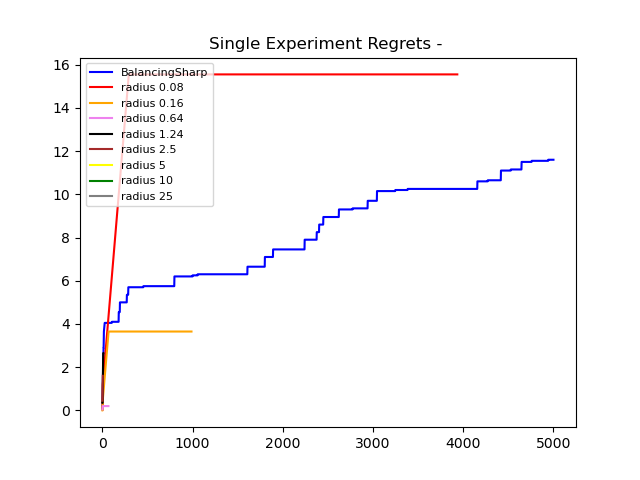 Single Experiment Regrets -
16
14
12
10
8
6
4
2
0
BalancingSharp
radius 0.08
radius 0.16
radius 0.64
radius 1.24
radius 2.5
radius 5
radius 10
radius 25
0 1000 2000 3000 4000 5000